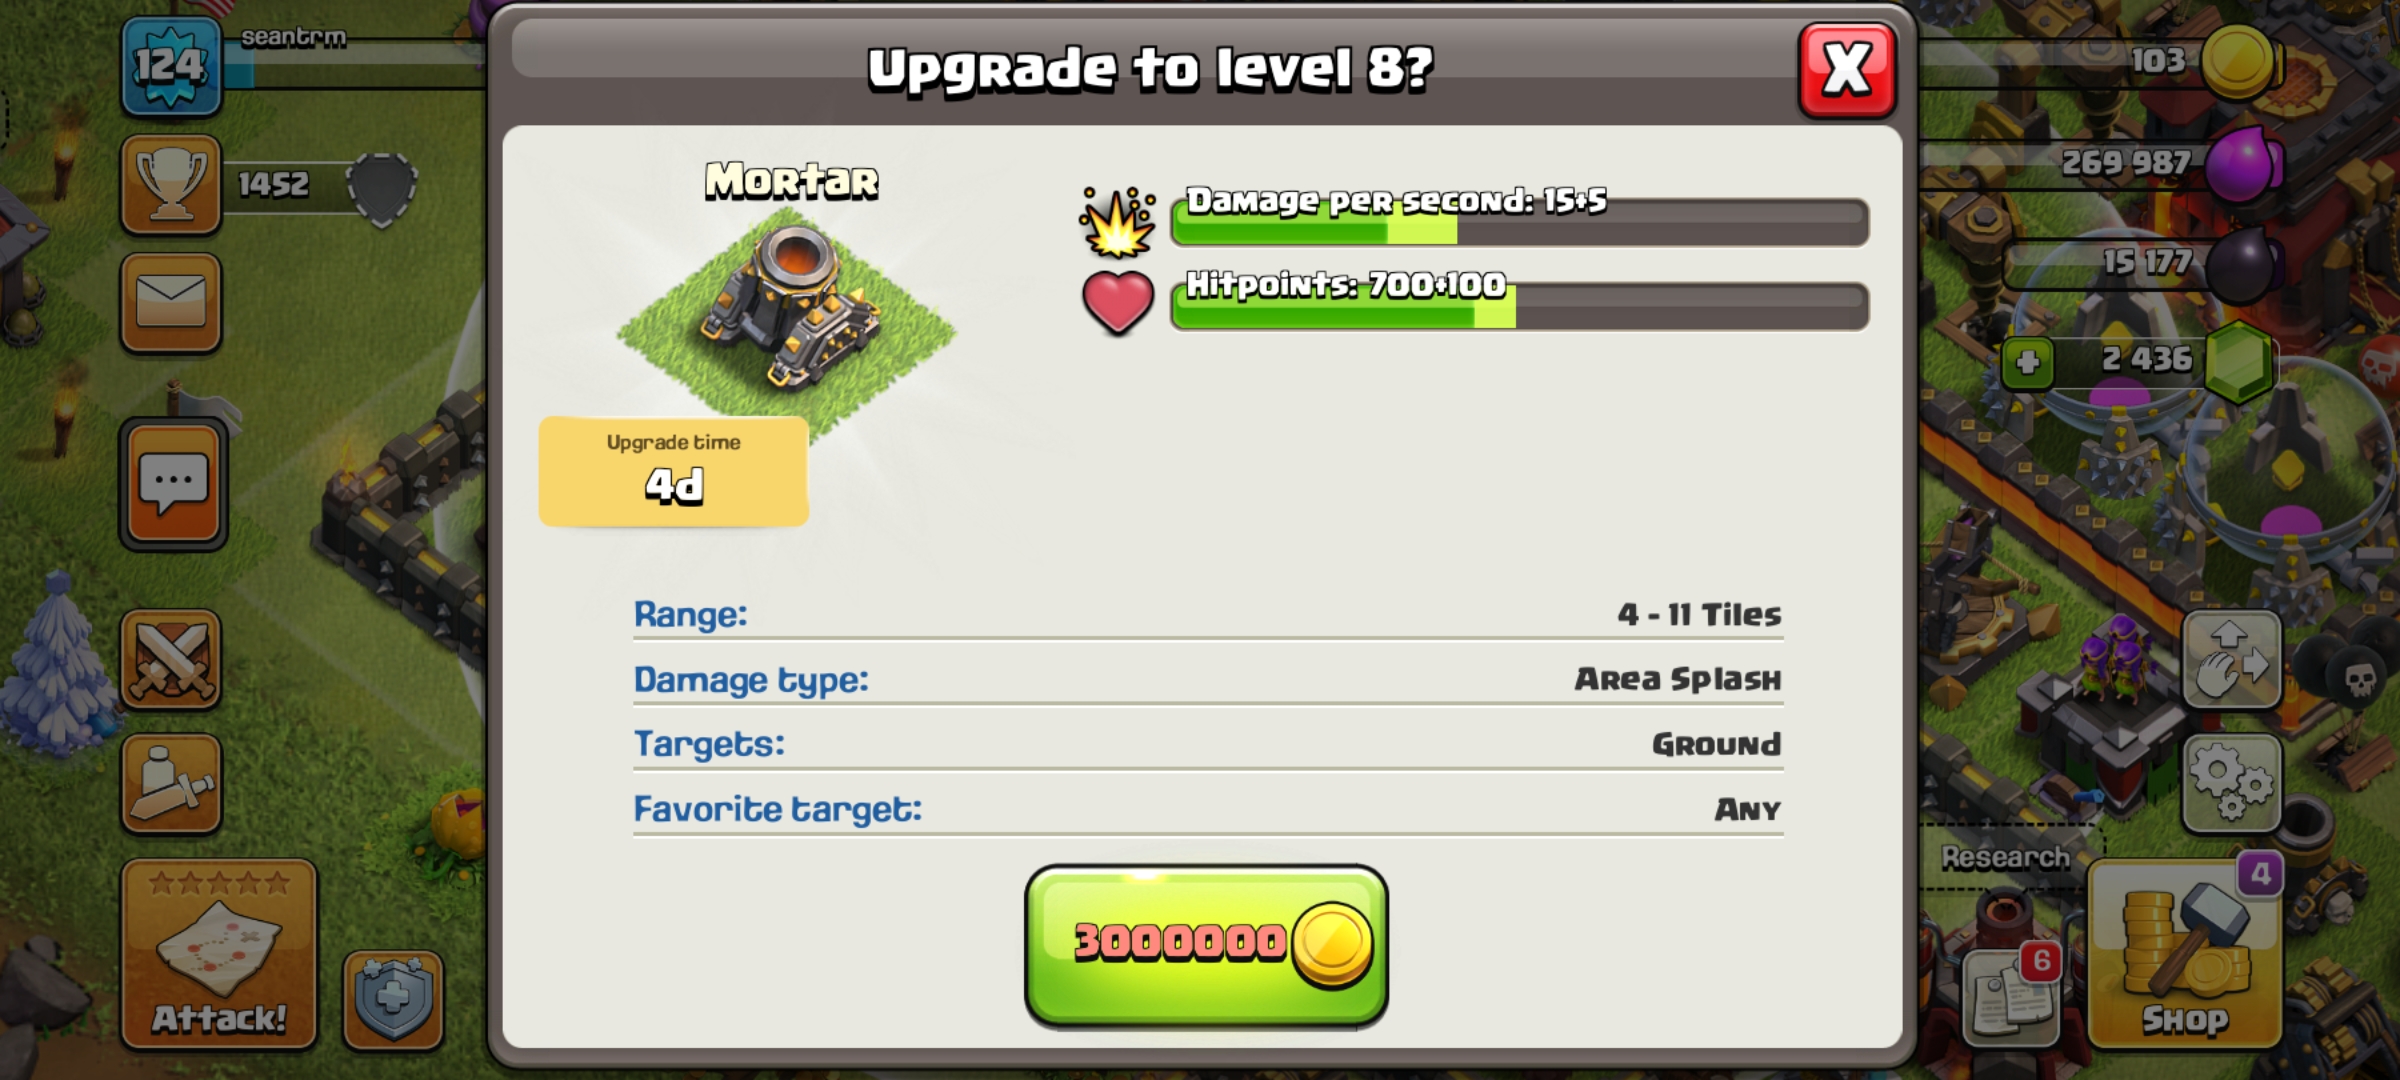 124
seantrm
1452
Upgrade to level 8?
X
103
269 987
15 177
2 436
Mortar
Damage per second: 15+5
Hitpoints: 700+100
Upgrade time
4d
Range: 4 - 11 Tiles
Damage type: Area Splash
Targets: Ground
Favorite target: Any
3000000
Attack!
Research
6
4
Shop